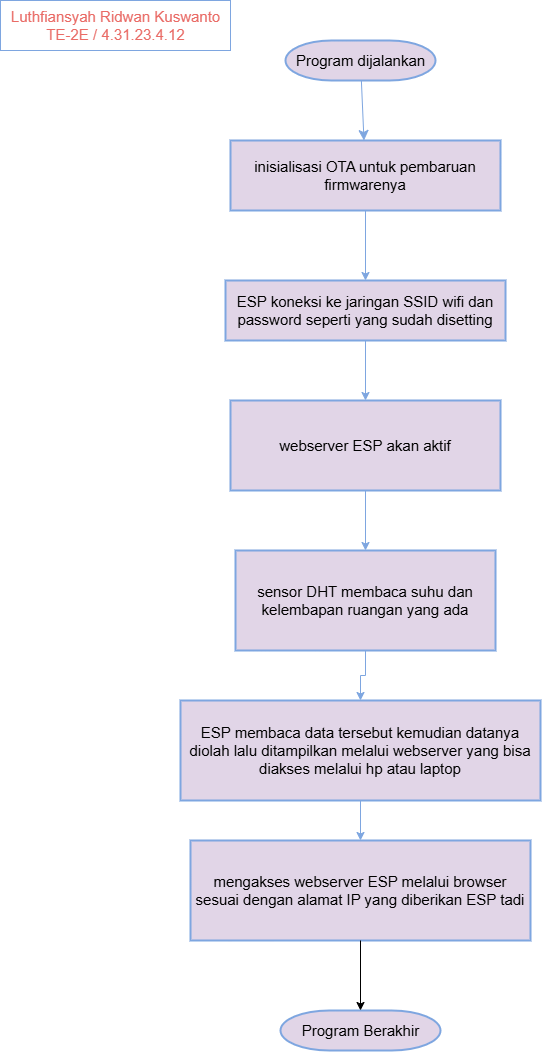 Luthfiansyah Ridwan Kuswanto
TE-2E / 4.31.23.4.12
Program dijalankan
inisialisasi OTA untuk pembaruan
firmwarenya
ESP koneksi ke jaringan SSID wifi dan
password seperti yang sudah disetting
webserver ESP akan aktif
sensor DHT membaca suhu dan
kelembapan ruangan yang ada
ESP membaca data tersebut kemudian datanya
diolah lalu ditampilkan melalui webserver yang bisa
diakses melalui hp atau laptop
mengakses webserver ESP melalui browser
sesuai dengan alamat IP yang diberikan ESP tadi
Program Berakhir